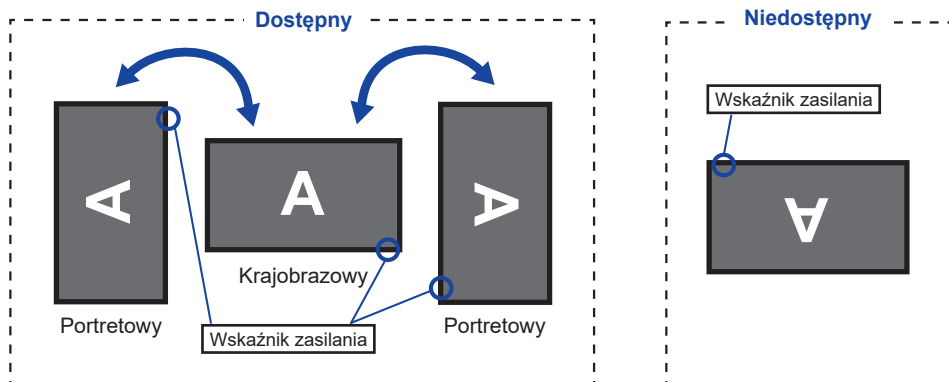 Dostępny
Niedostępny
Wskaźnik zasilania
A
A
A
A
Krajobrazowy
Portretowy
Wskaźnik zasilania
Portretowy